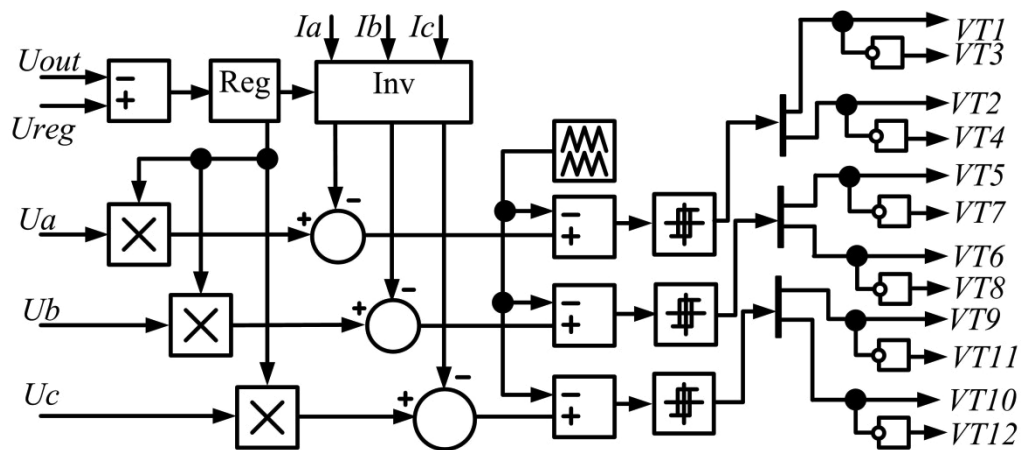 Ia Ib Ic
Uout
Ureg
− +
Reg
Inv
Ua
+ −
− +
Ub
+ −
− +
Uc
+ −
− +
VT1
VT3
VT2
VT4
VT5
VT7
VT6
VT8
VT9
VT11
VT10
VT12